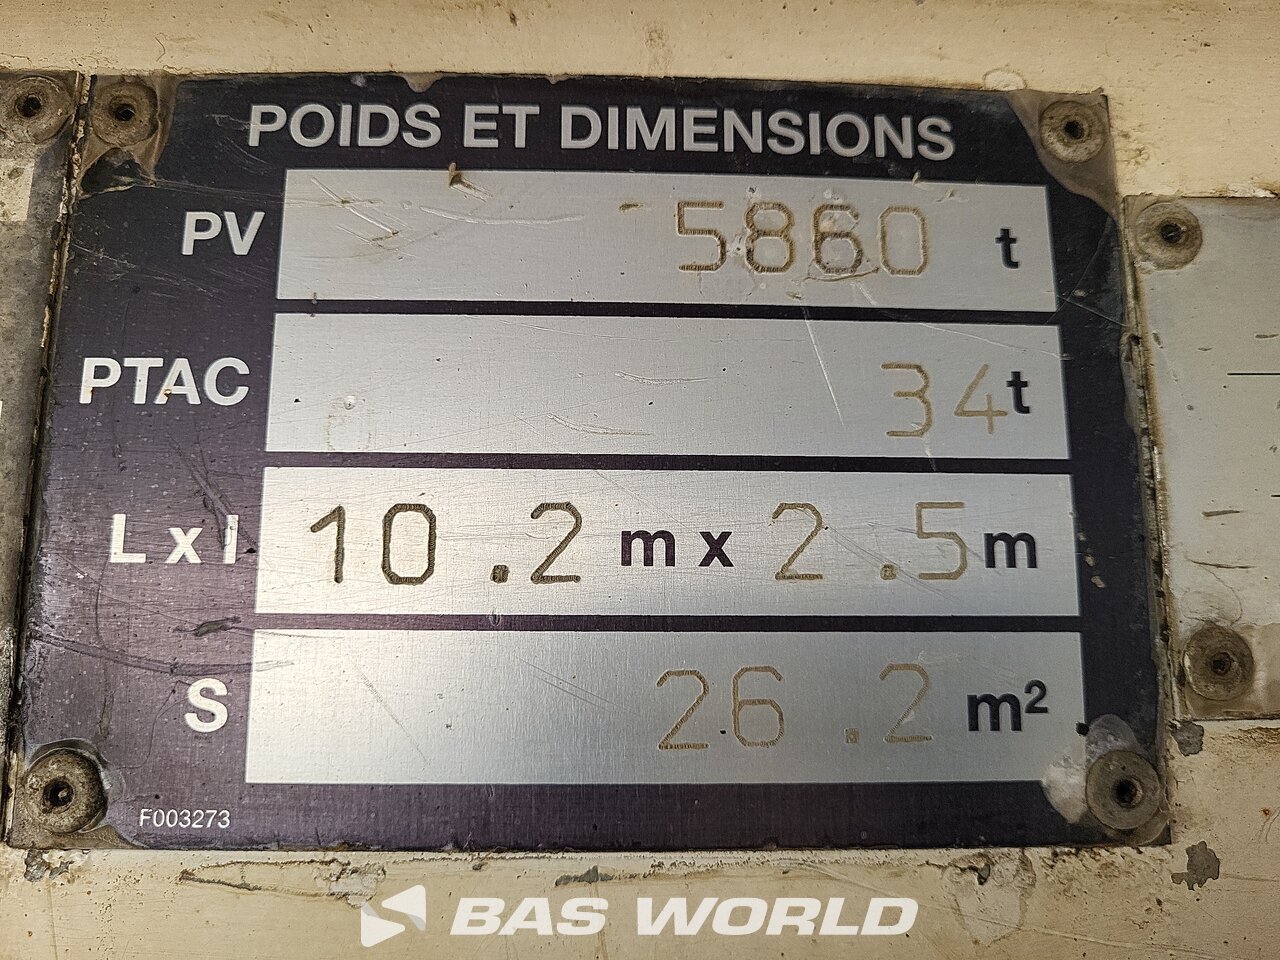 POIDS ET DIMENSIONS
PV 5860 t
PTAC 34 t
L x l 10.2 m x 2.5 m
S 26.2 m²
F003273
BAS WORLD